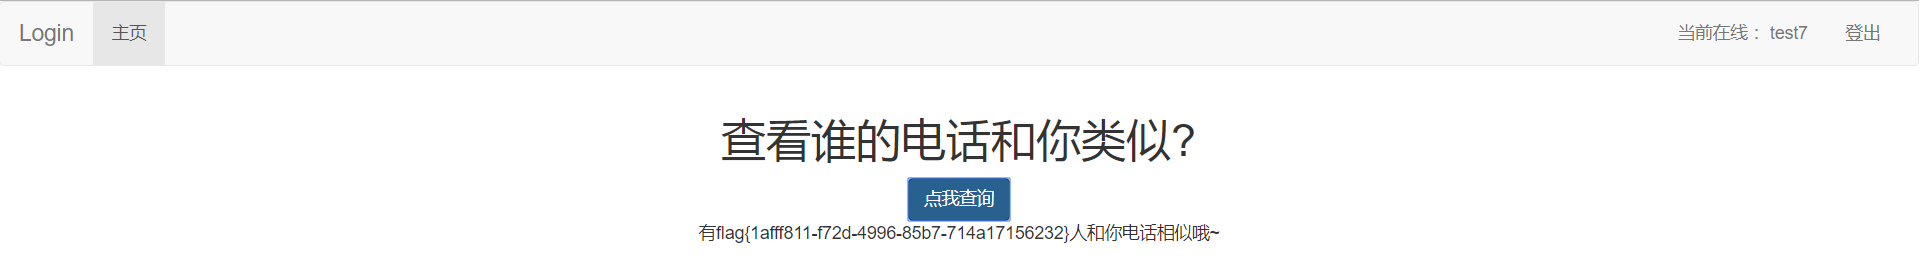 Login 主页 当前在线： test7 登出
查看谁的电话和你类似?
点我查询
有flag{1afff811-f72d-4996-85b7-714a17156232}人和你电话相似哦~